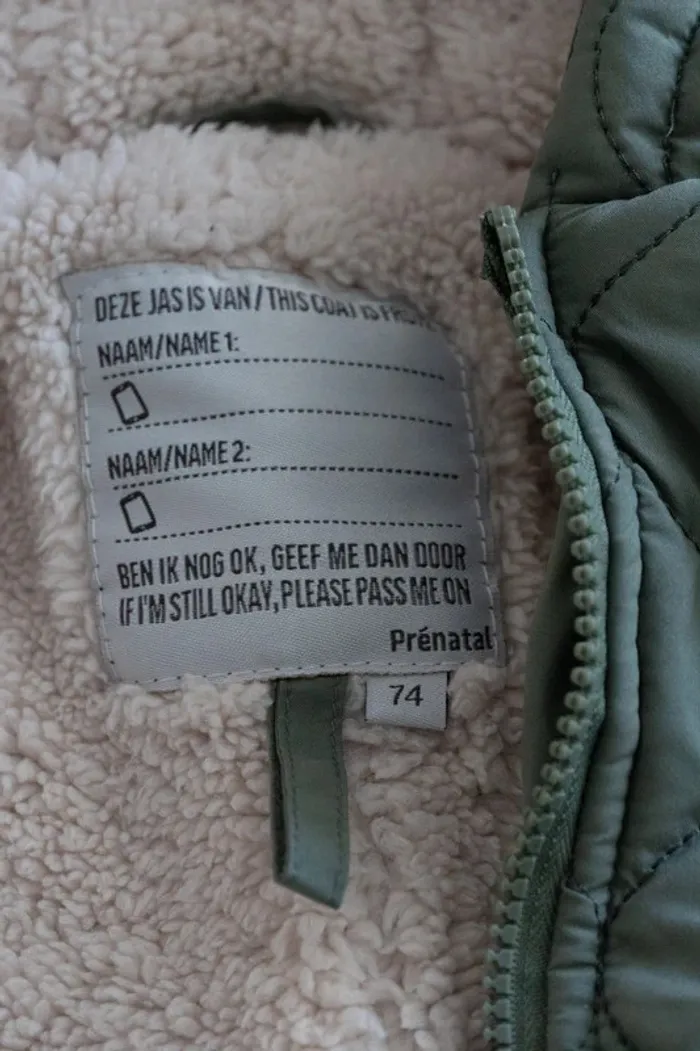 DEZE JAS IS VAN / THIS COAT IS FROM
NAAM/NAME 1:
NAAM/NAME 2:
BEN IK NOG OK, GEEF ME DAN DOOR
IF I'M STILL OKAY, PLEASE PASS ME ON
Prénatal
74